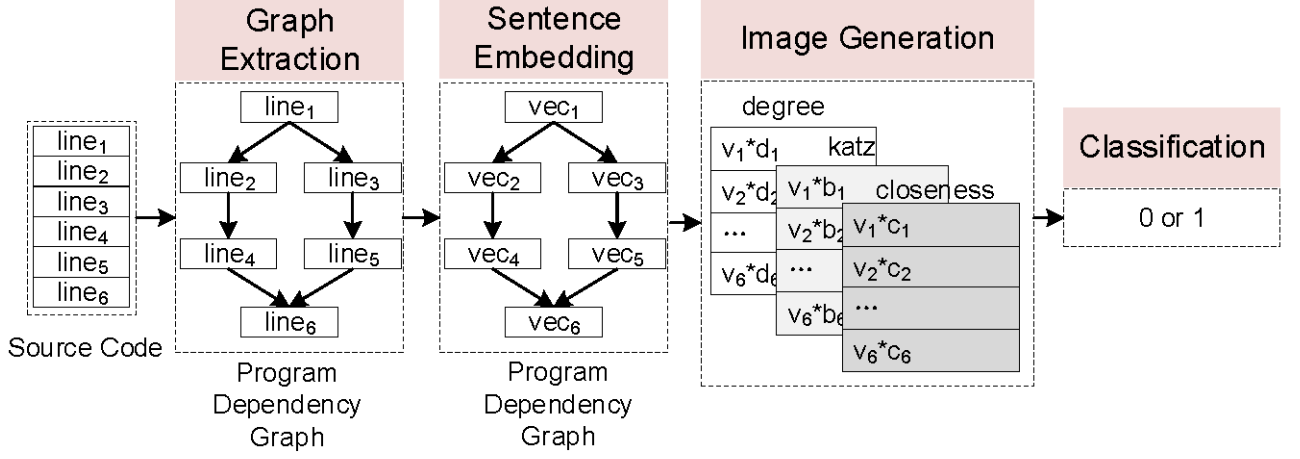 Graph
Extraction
Sentence
Embedding
Image Generation
Classification
line₁
line₂
line₃
line₄
line₅
line₆
Source Code
line₁
line₂ line₃
line₄ line₅
line₆
Program
Dependency
Graph
vec₁
vec₂ vec₃
vec₄ vec₅
vec₆
Program
Dependency
Graph
degree
v₁*d₁
v₂*d₂
...
v₆*d₆
katz
v₁*b₁
v₂*b₂
...
v₆*b₆
closeness
v₁*c₁
v₂*c₂
...
v₆*c₆
0 or 1